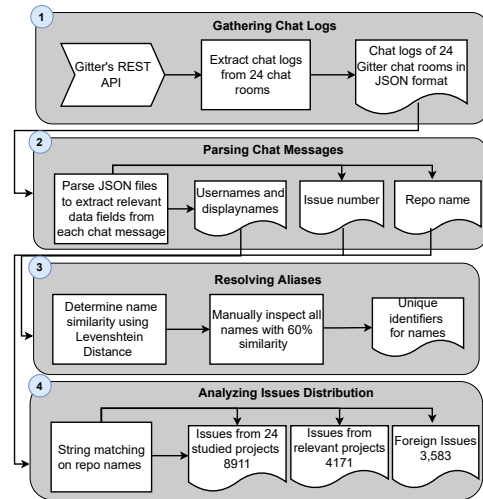 1
Gathering Chat Logs
Gitter's REST
API
Extract chat logs
from 24 chat
rooms
Chat logs of 24
Gitter chat rooms in
JSON format
2
Parsing Chat Messages
Parse JSON files
to extract relevant
data fields from
each chat message
Usernames and
displaynames
Issue number
Repo name
3
Resolving Aliases
Determine name
similarity using
Levenshtein
Distance
Manually inspect all
names with 60%
similarity
Unique
identifiers
for names
4
Analyzing Issues Distribution
String matching
on repo names
Issues from 24
studied projects
8911
Issues from
relevant projects
4171
Foreign Issues
3,583